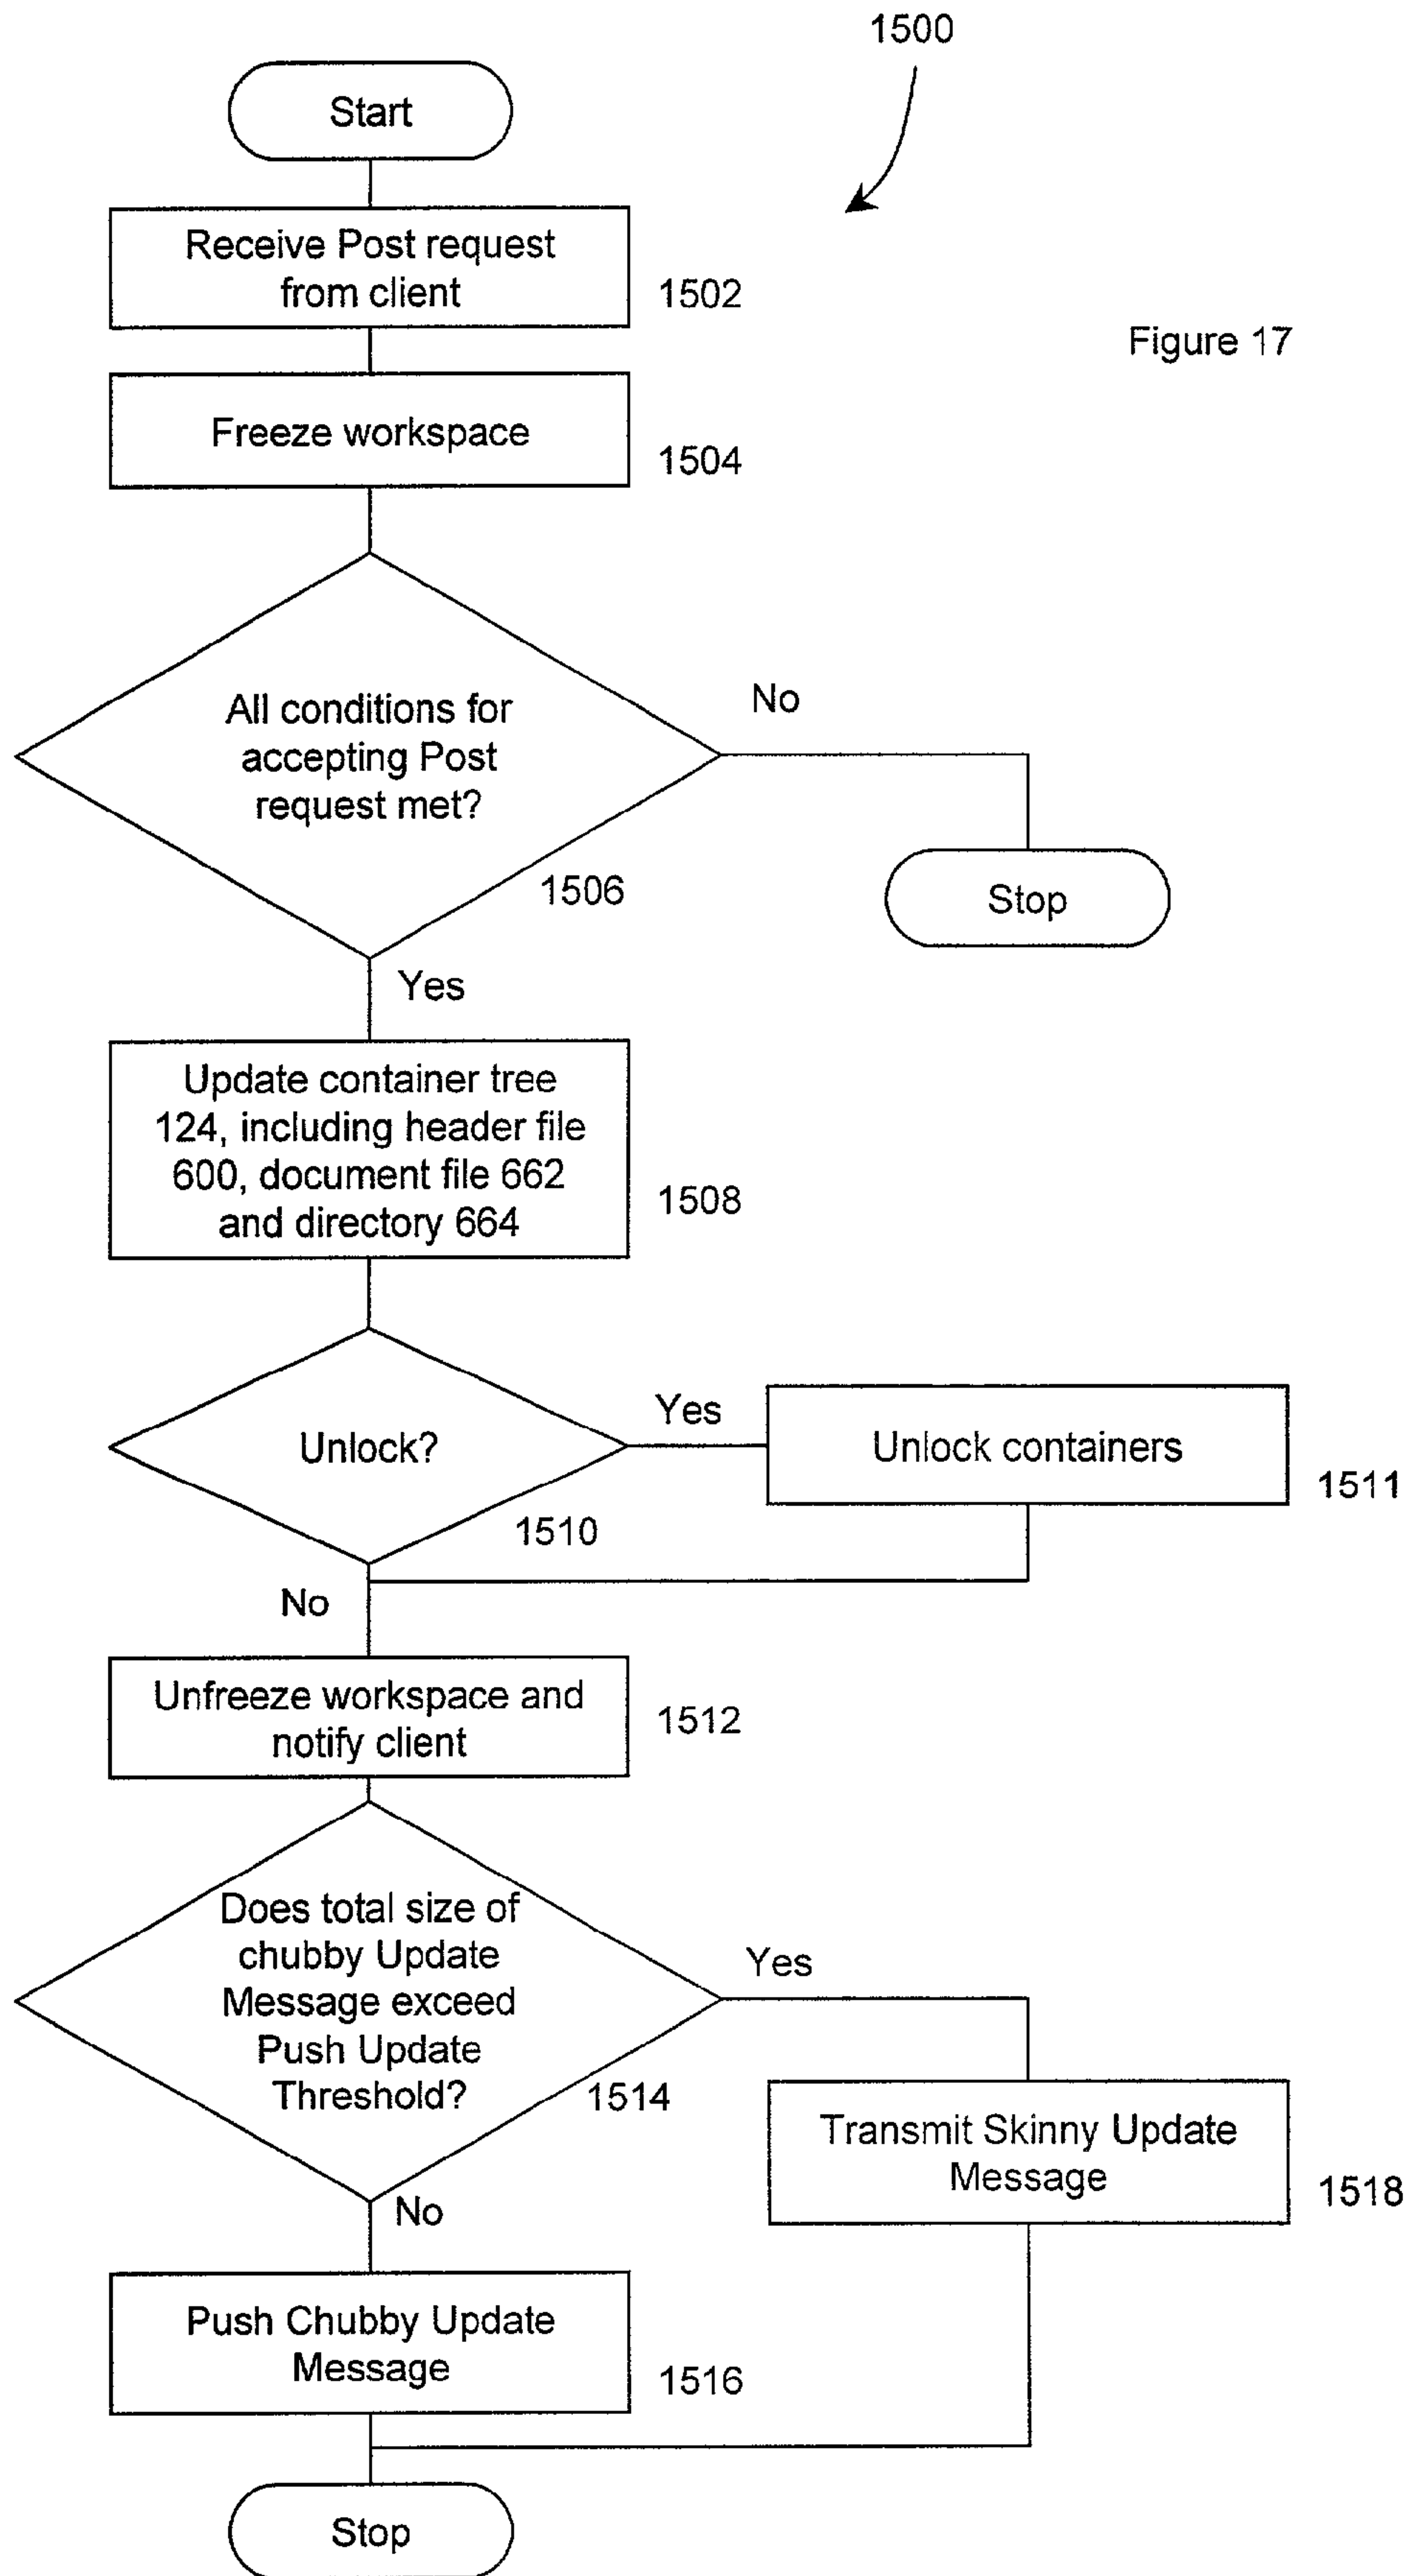 1500
Start
Receive Post request
from client
1502
Figure 17
Freeze workspace
1504
All conditions for
accepting Post
request met?
No
1506
Stop
Yes
Update container tree
124, including header file
600, document file 662
and directory 664
1508
Unlock?
Yes
Unlock containers
1511
1510
No
Unfreeze workspace and
notify client
1512
Does total size of
chubby Update
Message exceed
Push Update
Threshold?
Yes
1514
Transmit Skinny Update
Message
1518
No
Push Chubby Update
Message
1516
Stop